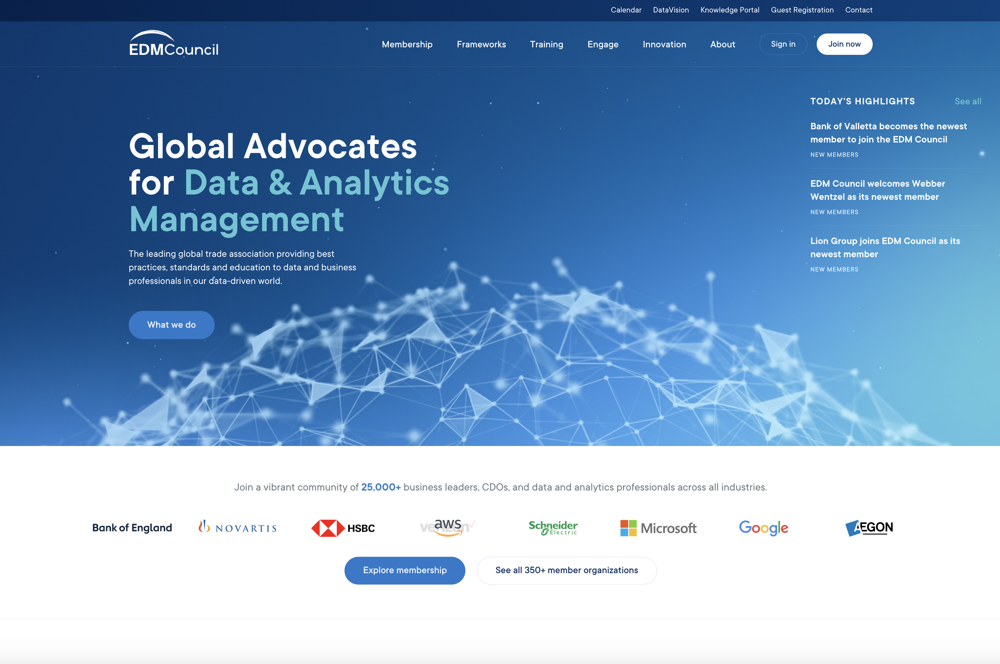 Calendar DataVision Knowledge Portal Guest Registration Contact
EDMCouncil
Membership Frameworks Training Engage Innovation About Sign in Join now
Global Advocates
for Data & Analytics
Management
The leading global trade association providing best
practices, standards and education to data and business
professionals in our data-driven world.
What we do
TODAY'S HIGHLIGHTS See all
Bank of Valletta becomes the newest
member to join the EDM Council
NEW MEMBERS
EDM Council welcomes Webber
Wentzel as its newest member
NEW MEMBERS
Lion Group joins EDM Council as its
newest member
NEW MEMBERS
Join a vibrant community of 25,000+ business leaders, CDOs, and data and analytics professionals across all industries.
Bank of England NOVARTIS HSBC verizon aws Schneider Electric Microsoft Google AEGON
Explore membership See all 350+ member organizations